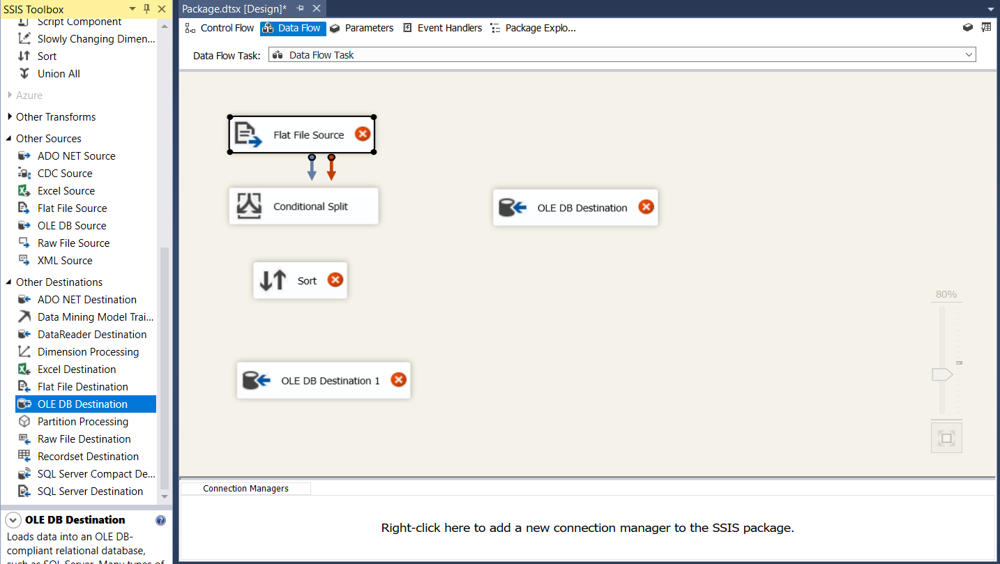 SSIS Toolbox
Script Component
Slowly Changing Dimen...
Sort
Union All
Azure
Other Transforms
Other Sources
ADO NET Source
CDC Source
Excel Source
Flat File Source
OLE DB Source
Raw File Source
XML Source
Other Destinations
ADO NET Destination
Data Mining Model Trai...
DataReader Destination
Dimension Processing
Excel Destination
Flat File Destination
OLE DB Destination
Partition Processing
Raw File Destination
Recordset Destination
SQL Server Compact De...
SQL Server Destination
OLE DB Destination
Loads data into an OLE DB-
compliant relational database,
such as SQL Server. Many types of
Package.dtsx [Design]*
Control Flow Data Flow Parameters Event Handlers Package Explo...
Data Flow Task: Data Flow Task
Flat File Source
Conditional Split
OLE DB Destination
Sort
80%
OLE DB Destination 1
Connection Managers
Right-click here to add a new connection manager to the SSIS package.